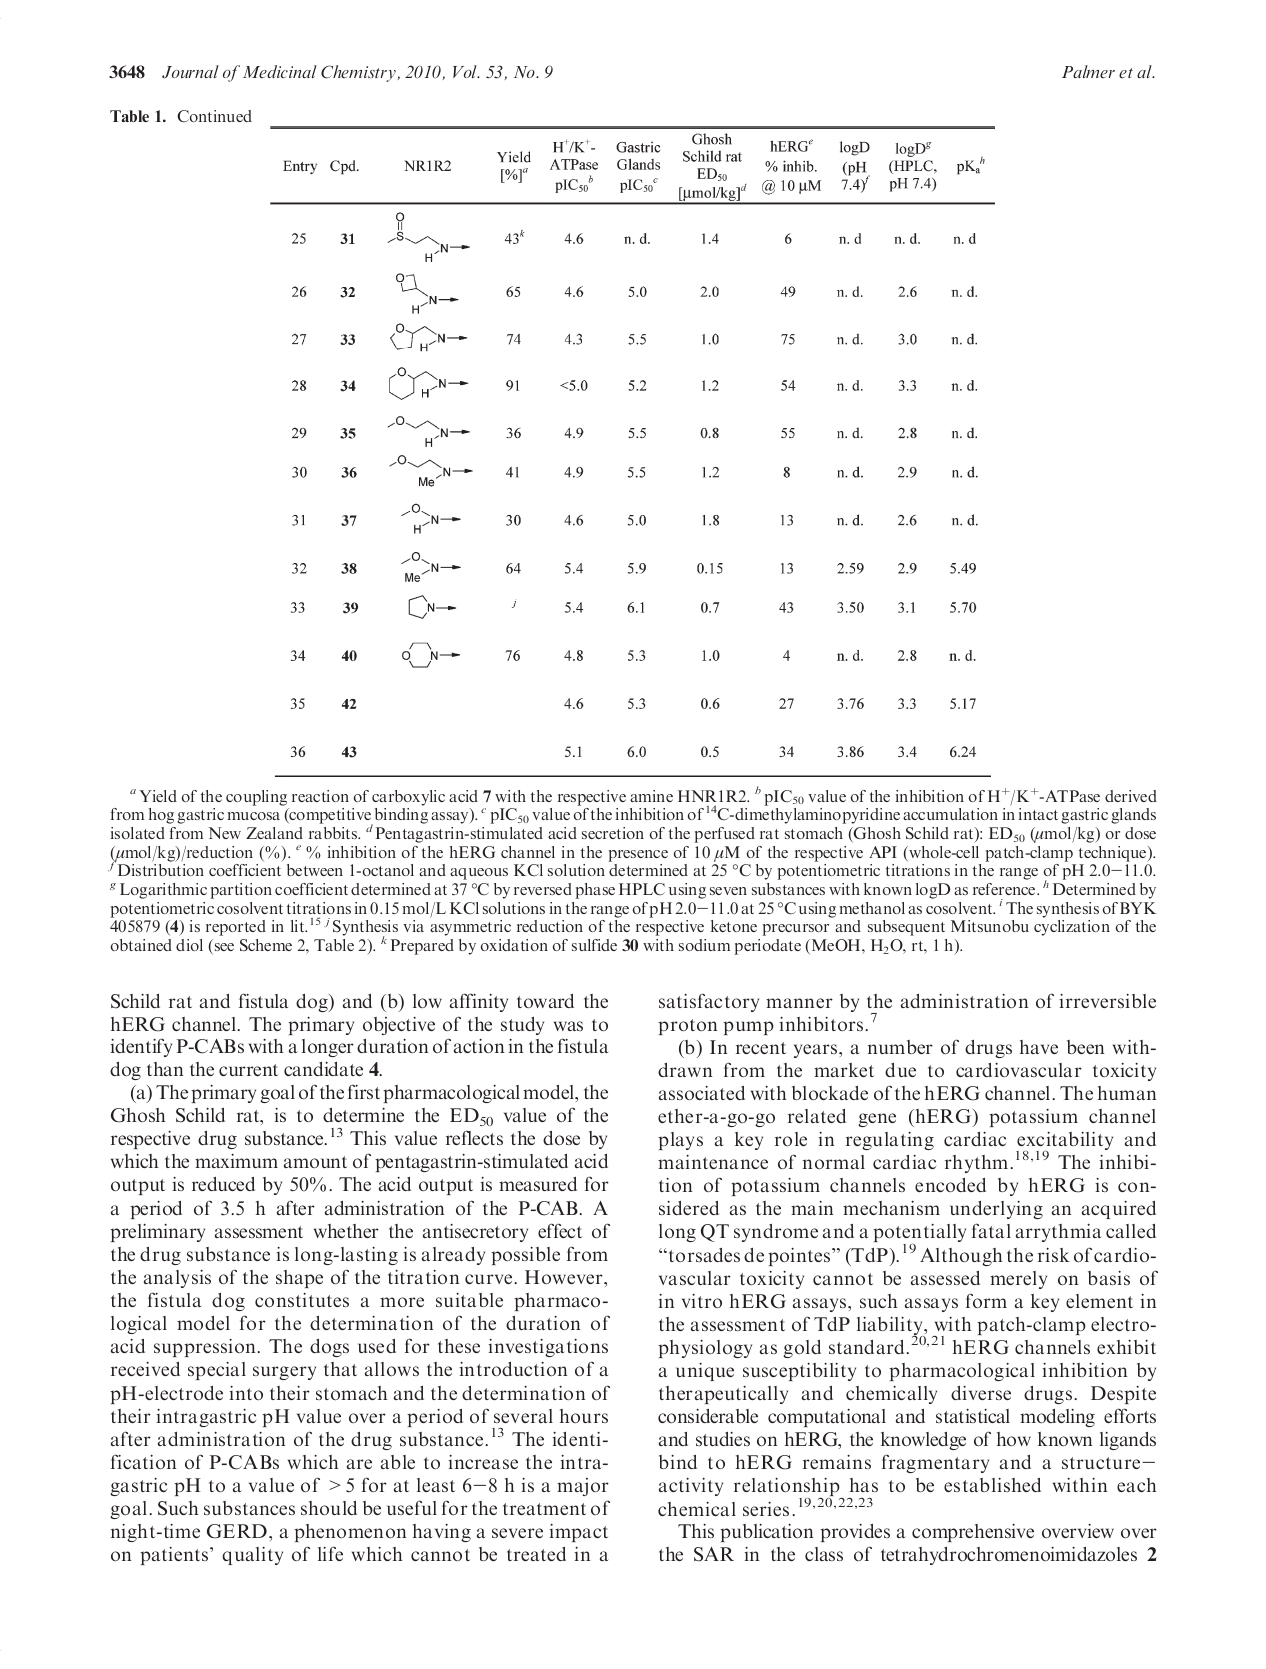 3648 Journal of Medicinal Chemistry, 2010, Vol. 53, No. 9 Palmer et al.
Table 1. Continued
Entry Cpd. NR1R2 Yield [%]a H+/K+-ATPase pIC50b Gastric Glands pIC50c Ghosh Schild rat ED50 [μmol/kg]d hERGe % inhib. @ 10 μM logD (pH 7.4)f logDg (HPLC, pH 7.4) pKah
25 31 O S N H 43k 4.6 n. d. 1.4 6 n. d n. d. n. d
26 32 O N H 65 4.6 5.0 2.0 49 n. d. 2.6 n. d.
27 33 O N H 74 4.3 5.5 1.0 75 n. d. 3.0 n. d.
28 34 O N H 91 <5.0 5.2 1.2 54 n. d. 3.3 n. d.
29 35 O N H 36 4.9 5.5 0.8 55 n. d. 2.8 n. d.
30 36 O N Me 41 4.9 5.5 1.2 8 n. d. 2.9 n. d.
31 37 O N H 30 4.6 5.0 1.8 13 n. d. 2.6 n. d.
32 38 O N Me 64 5.4 5.9 0.15 13 2.59 2.9 5.49
33 39 N j 5.4 6.1 0.7 43 3.50 3.1 5.70
34 40 O N 76 4.8 5.3 1.0 4 n. d. 2.8 n. d.
35 42 4.6 5.3 0.6 27 3.76 3.3 5.17
36 43 5.1 6.0 0.5 34 3.86 3.4 6.24
a Yield of the coupling reaction of carboxylic acid 7 with the respective amine HNR1R2. b pIC50 value of the inhibition of H+/K+-ATPase derived
from hog gastric mucosa (competitive binding assay). c pIC50 value of the inhibition of 14C-dimethylaminopyridine accumulation in intact gastric glands
isolated from New Zealand rabbits. d Pentagastrin-stimulated acid secretion of the perfused rat stomach (Ghosh Schild rat): ED50 (μmol/kg) or dose
(μmol/kg)/reduction (%). e % inhibition of the hERG channel in the presence of 10 μM of the respective API (whole-cell patch-clamp technique).
f Distribution coefficient between 1-octanol and aqueous KCl solution determined at 25 °C by potentiometric titrations in the range of pH 2.0−11.0.
g Logarithmic partition coefficient determined at 37 °C by reversed phase HPLC using seven substances with known logD as reference. h Determined by
potentiometric cosolvent titrations in 0.15 mol/L KCl solutions in the range of pH 2.0−11.0 at 25 °C using methanol as cosolvent. i The synthesis of BYK
405879 (4) is reported in lit.15 j Synthesis via asymmetric reduction of the respective ketone precursor and subsequent Mitsunobu cyclization of the
obtained diol (see Scheme 2, Table 2). k Prepared by oxidation of sulfide 30 with sodium periodate (MeOH, H2O, rt, 1 h).
Schild rat and fistula dog) and (b) low affinity toward the
hERG channel. The primary objective of the study was to
identify P-CABs with a longer duration of action in the fistula
dog than the current candidate 4.
(a) The primary goal of the first pharmacological model, the
Ghosh Schild rat, is to determine the ED50 value of the
respective drug substance.13 This value reflects the dose by
which the maximum amount of pentagastrin-stimulated acid
output is reduced by 50%. The acid output is measured for
a period of 3.5 h after administration of the P-CAB. A
preliminary assessment whether the antisecretory effect of
the drug substance is long-lasting is already possible from
the analysis of the shape of the titration curve. However,
the fistula dog constitutes a more suitable pharmaco-
logical model for the determination of the duration of
acid suppression. The dogs used for these investigations
received special surgery that allows the introduction of a
pH-electrode into their stomach and the determination of
their intragastric pH value over a period of several hours
after administration of the drug substance.13 The identi-
fication of P-CABs which are able to increase the intra-
gastric pH to a value of >5 for at least 6−8 h is a major
goal. Such substances should be useful for the treatment of
night-time GERD, a phenomenon having a severe impact
on patients' quality of life which cannot be treated in a
satisfactory manner by the administration of irreversible
proton pump inhibitors.7
(b) In recent years, a number of drugs have been with-
drawn from the market due to cardiovascular toxicity
associated with blockade of the hERG channel. The human
ether-a-go-go related gene (hERG) potassium channel
plays a key role in regulating cardiac excitability and
maintenance of normal cardiac rhythm.18,19 The inhibi-
tion of potassium channels encoded by hERG is con-
sidered as the main mechanism underlying an acquired
long QT syndrome and a potentially fatal arrythmia called
“torsades de pointes” (TdP).19 Although the risk of cardio-
vascular toxicity cannot be assessed merely on basis of
in vitro hERG assays, such assays form a key element in
the assessment of TdP liability, with patch-clamp electro-
physiology as gold standard.20,21 hERG channels exhibit
a unique susceptibility to pharmacological inhibition by
therapeutically and chemically diverse drugs. Despite
considerable computational and statistical modeling efforts
and studies on hERG, the knowledge of how known ligands
bind to hERG remains fragmentary and a structure−
activity relationship has to be established within each
chemical series.19,20,22,23
This publication provides a comprehensive overview over
the SAR in the class of tetrahydrochromenoimidazoles 2